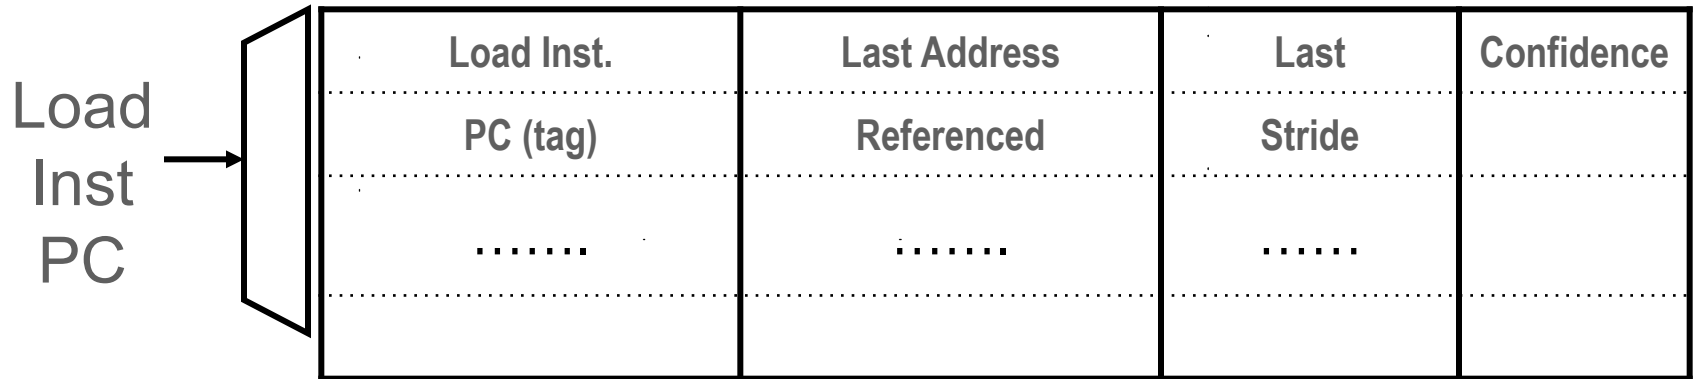 Load
Inst
PC
Load Inst. Last Address Last Confidence
PC (tag) Referenced Stride
....... ....... ......